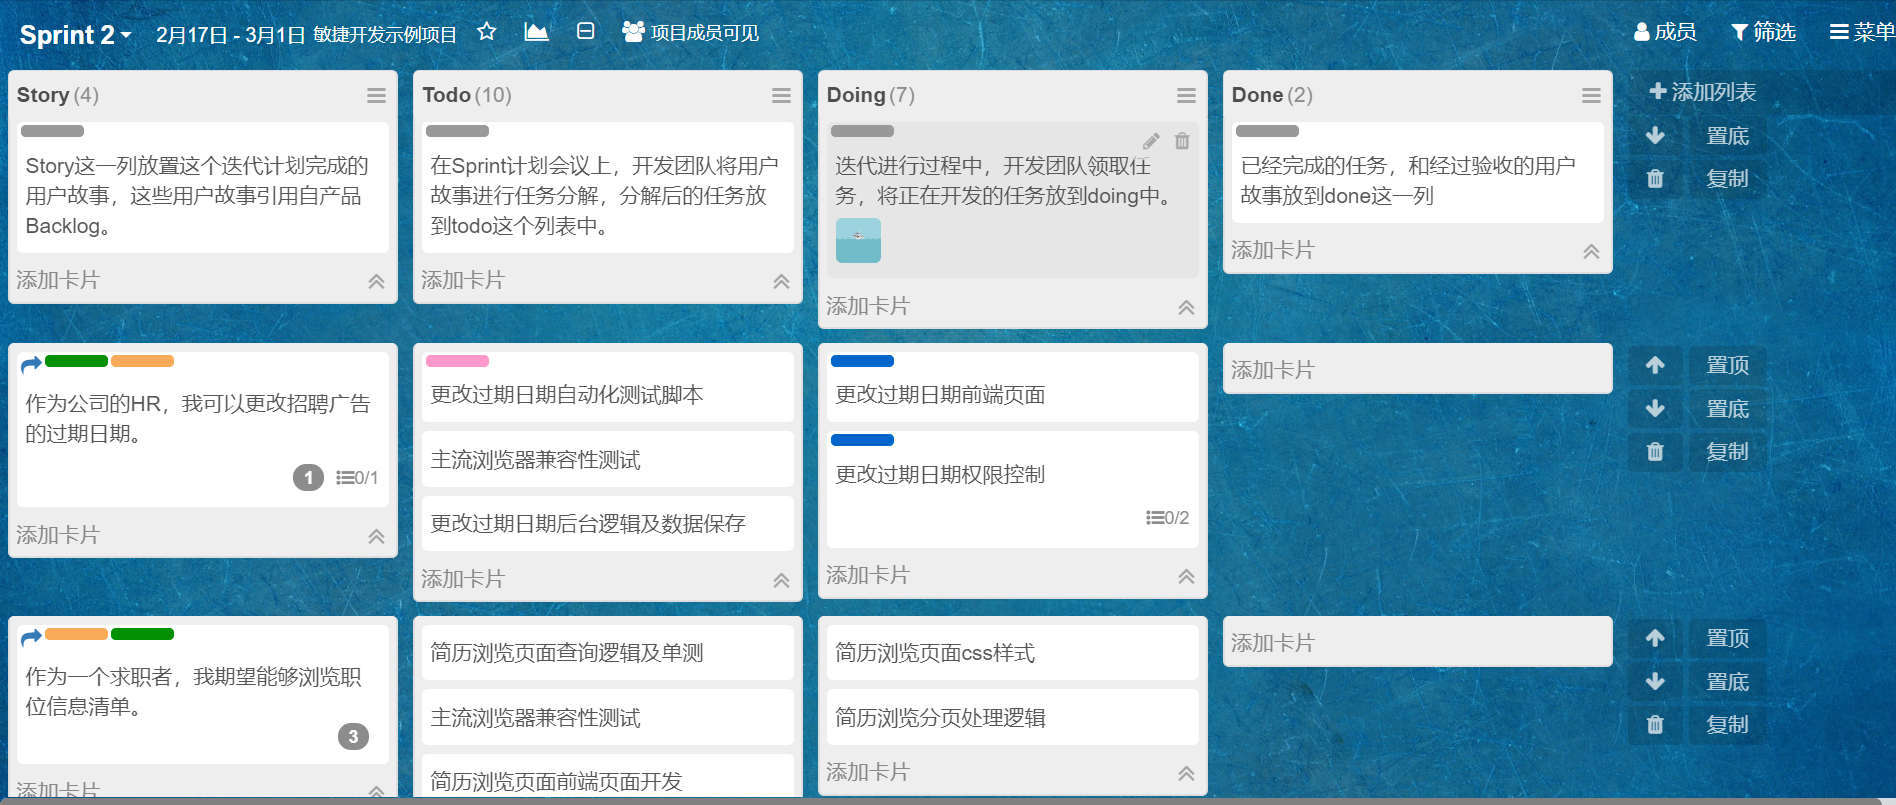 Sprint 2 2月17日 - 3月1日 敏捷开发示例项目 项目成员可见 成员 筛选 菜单
Story (4)
Story这一列放置这个迭代计划完成的
用户故事，这些用户故事引用自产品
Backlog。
添加卡片
Todo (10)
在Sprint计划会议上，开发团队将用户
故事进行任务分解，分解后的任务放
到todo这个列表中。
添加卡片
Doing (7)
迭代进行过程中，开发团队领取任
务，将正在开发的任务放到doing中。
添加卡片
Done (2)
已经完成的任务，和经过验收的用户
故事放到done这一列
添加卡片
添加列表
置底
复制
作为公司的HR，我可以更改招聘广告
的过期日期。
1 0/1
添加卡片
更改过期日期自动化测试脚本
主流浏览器兼容性测试
更改过期日期后台逻辑及数据保存
添加卡片
更改过期日期前端页面
更改过期日期权限控制
0/2
添加卡片
添加卡片
置顶
置底
复制
作为一个求职者，我期望能够浏览职
位信息清单。
3
添加卡片
简历浏览页面查询逻辑及单测
主流浏览器兼容性测试
简历浏览页面前端页面开发
简历浏览页面css样式
简历浏览分页处理逻辑
添加卡片
添加卡片
置顶
置底
复制